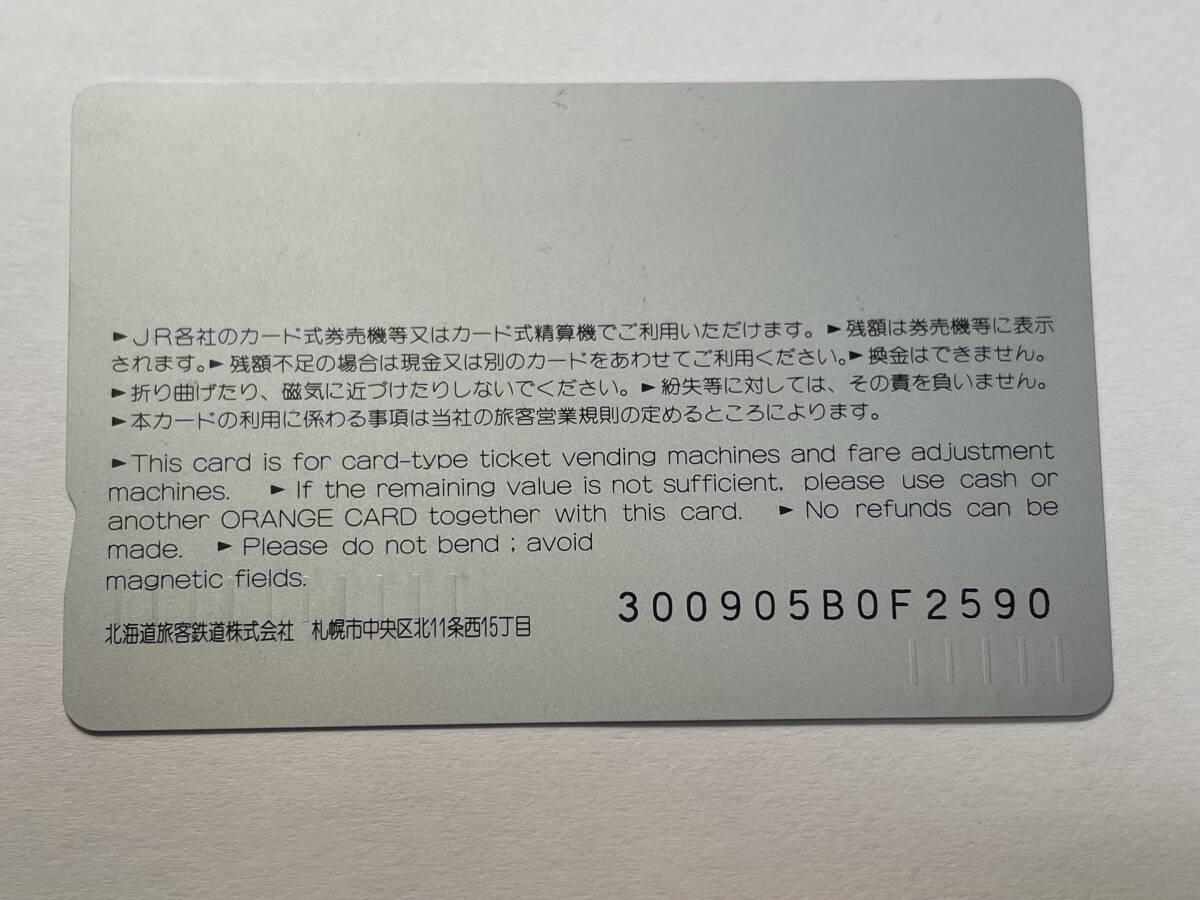 ►JR各社のカード式券売機等又はカード式精算機でご利用いただけます。►残額は券売機等に表示
されます。►残額不足の場合は現金又は別のカードをあわせてご利用ください。►換金はできません。
►折り曲げたり、磁気に近づけたりしないでください。►紛失等に対しては、その責を負いません。
►本カードの利用に係わる事項は当社の旅客営業規則の定めるところによります。
►This card is for card-type ticket vending machines and fare adjustment
machines. ►If the remaining value is not sufficient, please use cash or
another ORANGE CARD together with this card. ►No refunds can be
made. ►Please do not bend ; avoid
magnetic fields.
300905B0F2590
北海道旅客鉄道株式会社 札幌市中央区北11条西15丁目